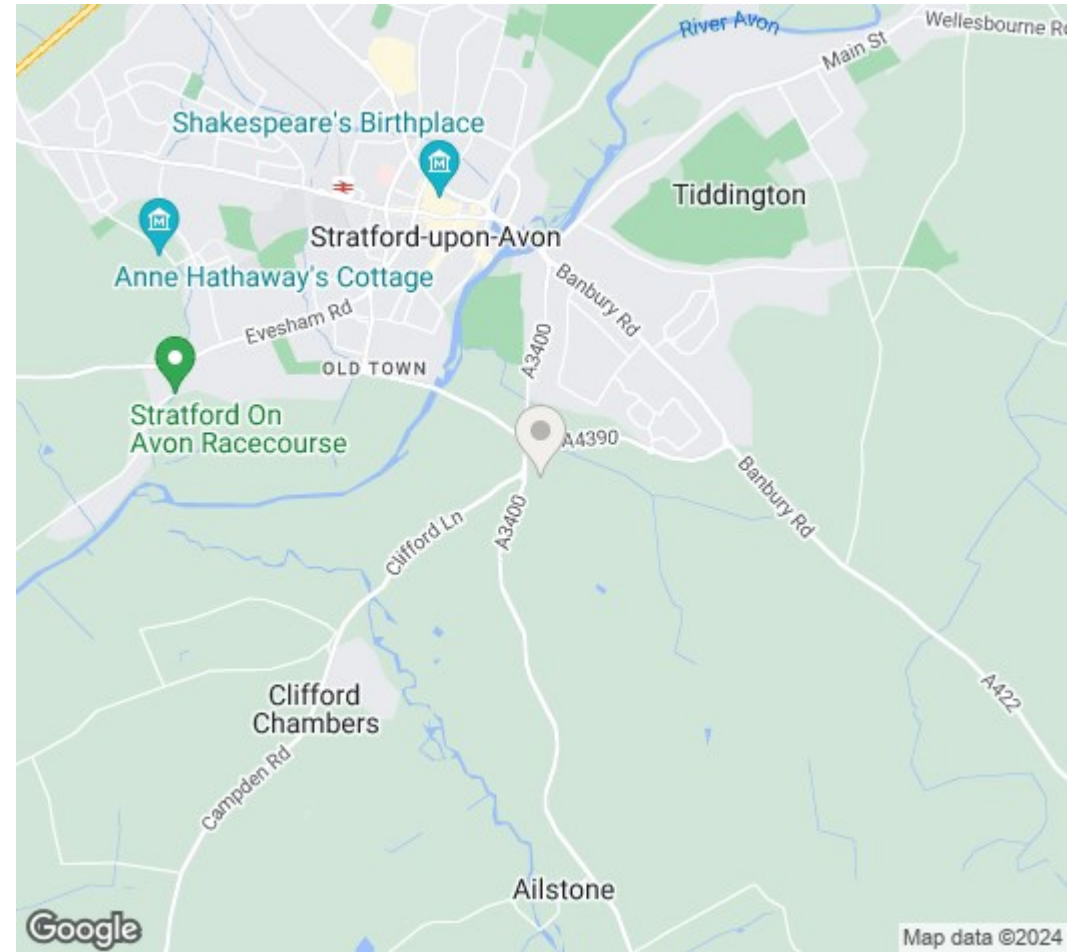 River Avon
Wellesbourne Rd
Main St
Shakespeare's Birthplace
Tiddington
Stratford-upon-Avon
Anne Hathaway's Cottage
Banbury Rd
Evesham Rd
A3400
OLD TOWN
Stratford On
Avon Racecourse
A4390
Banbury Rd
A3400
Clifford Ln
A422
Clifford
Chambers
Campden Rd
Ailstone
Google
Map data ©2024